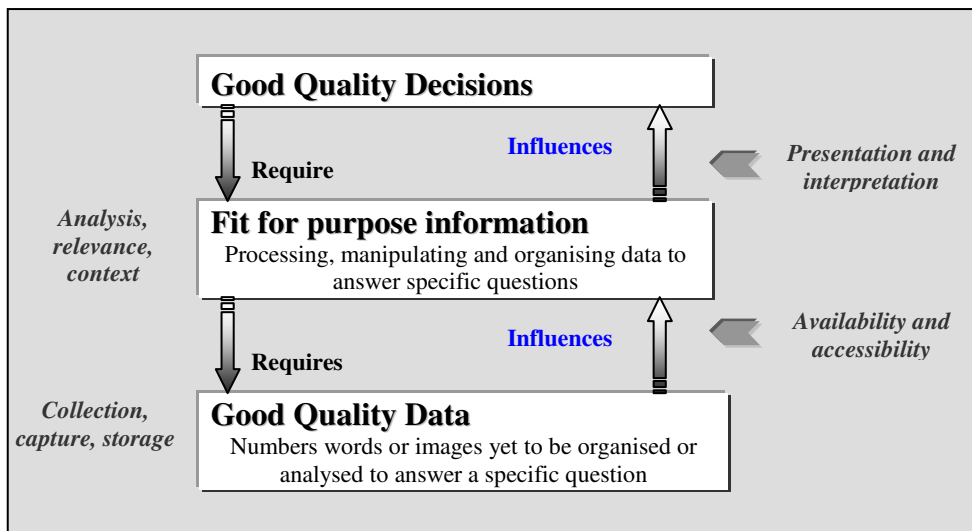 Good Quality Decisions
Influences
Require
Presentation and
interpretation
Analysis,
relevance,
context
Fit for purpose information
Processing, manipulating and organising data to
answer specific questions
Influences
Requires
Availability and
accessibility
Collection,
capture, storage
Good Quality Data
Numbers words or images yet to be organised or
analysed to answer a specific question